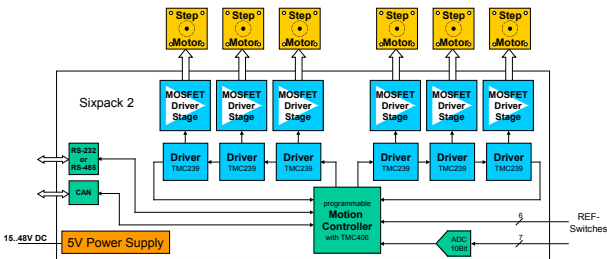 Step
Motor
Step
Motor
Step
Motor
Step
Motor
Step
Motor
Step
Motor
Sixpack 2
MOSFET
Driver
Stage
MOSFET
Driver
Stage
MOSFET
Driver
Stage
MOSFET
Driver
Stage
MOSFET
Driver
Stage
MOSFET
Driver
Stage
RS-232
or
RS-485
Driver
TMC239
Driver
TMC239
Driver
TMC239
Driver
TMC239
Driver
TMC239
Driver
TMC239
CAN
programmable
Motion
Controller
with TMC406
6
REF-
Switches
15..48V DC
5V Power Supply
ADC
10Bit
7